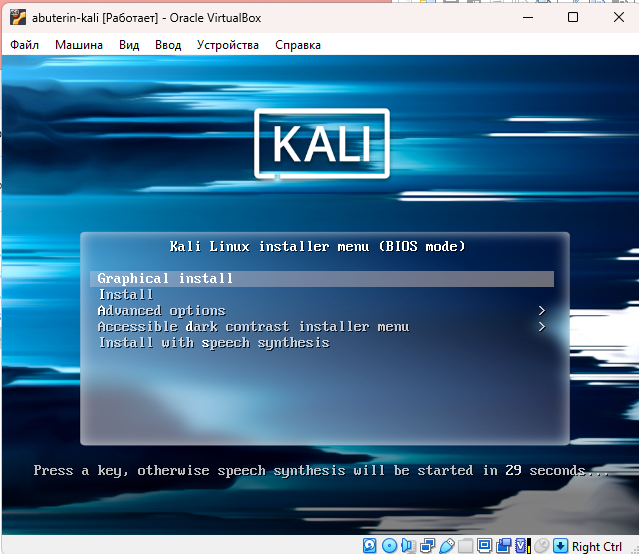 abuterin-kali [Работает] - Oracle VirtualBox
Файл Машина Вид Ввод Устройства Справка
KALI
Kali Linux installer menu (BIOS mode)
Graphical install
Install
Advanced options >
Accessible dark contrast installer menu >
Install with speech synthesis
Press a key, otherwise speech synthesis will be started in 29 seconds...
Right Ctrl